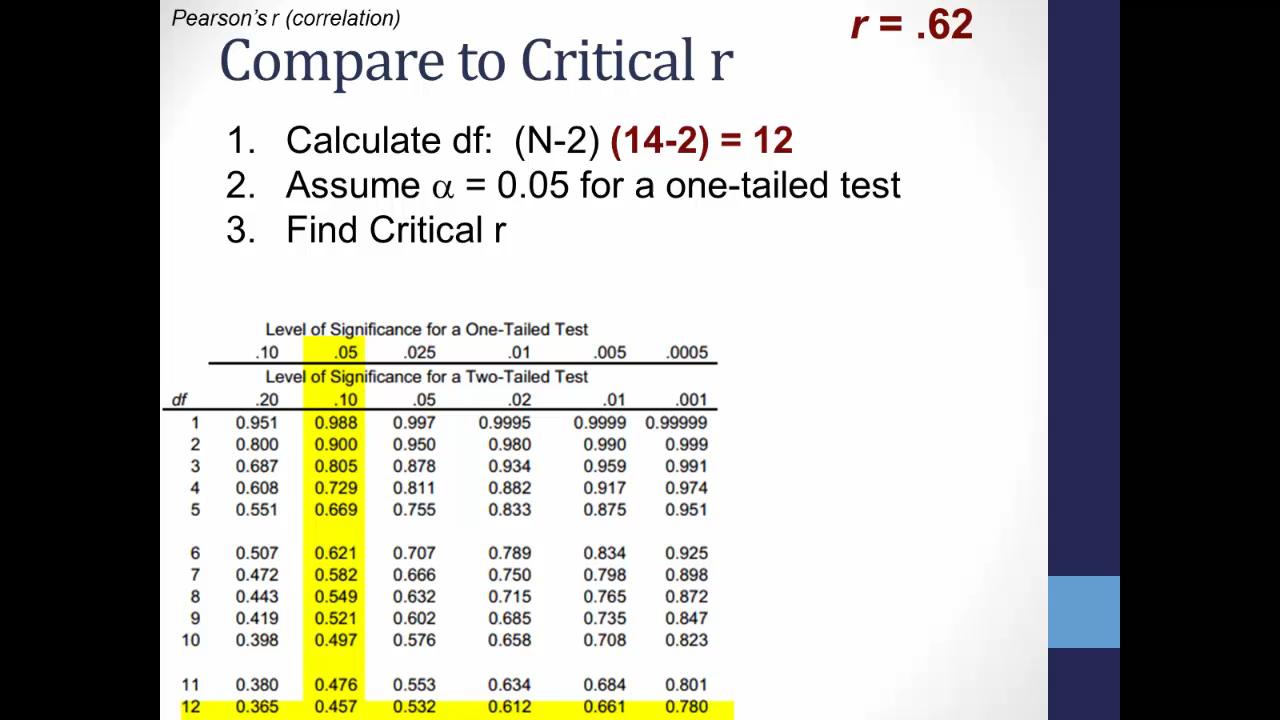 Pearson's r (correlation)
r = .62
Compare to Critical r
1. Calculate df: (N-2) (14-2) = 12
2. Assume α = 0.05 for a one-tailed test
3. Find Critical r
Level of Significance for a One-Tailed Test
.10 .05 .025 .01 .005 .0005
Level of Significance for a Two-Tailed Test
df .20 .10 .05 .02 .01 .001
1 0.951 0.988 0.997 0.9995 0.9999 0.99999
2 0.800 0.900 0.950 0.980 0.990 0.999
3 0.687 0.805 0.878 0.934 0.959 0.991
4 0.608 0.729 0.811 0.882 0.917 0.974
5 0.551 0.669 0.755 0.833 0.875 0.951
6 0.507 0.621 0.707 0.789 0.834 0.925
7 0.472 0.582 0.666 0.750 0.798 0.898
8 0.443 0.549 0.632 0.715 0.765 0.872
9 0.419 0.521 0.602 0.685 0.735 0.847
10 0.398 0.497 0.576 0.658 0.708 0.823
11 0.380 0.476 0.553 0.634 0.684 0.801
12 0.365 0.457 0.532 0.612 0.661 0.780